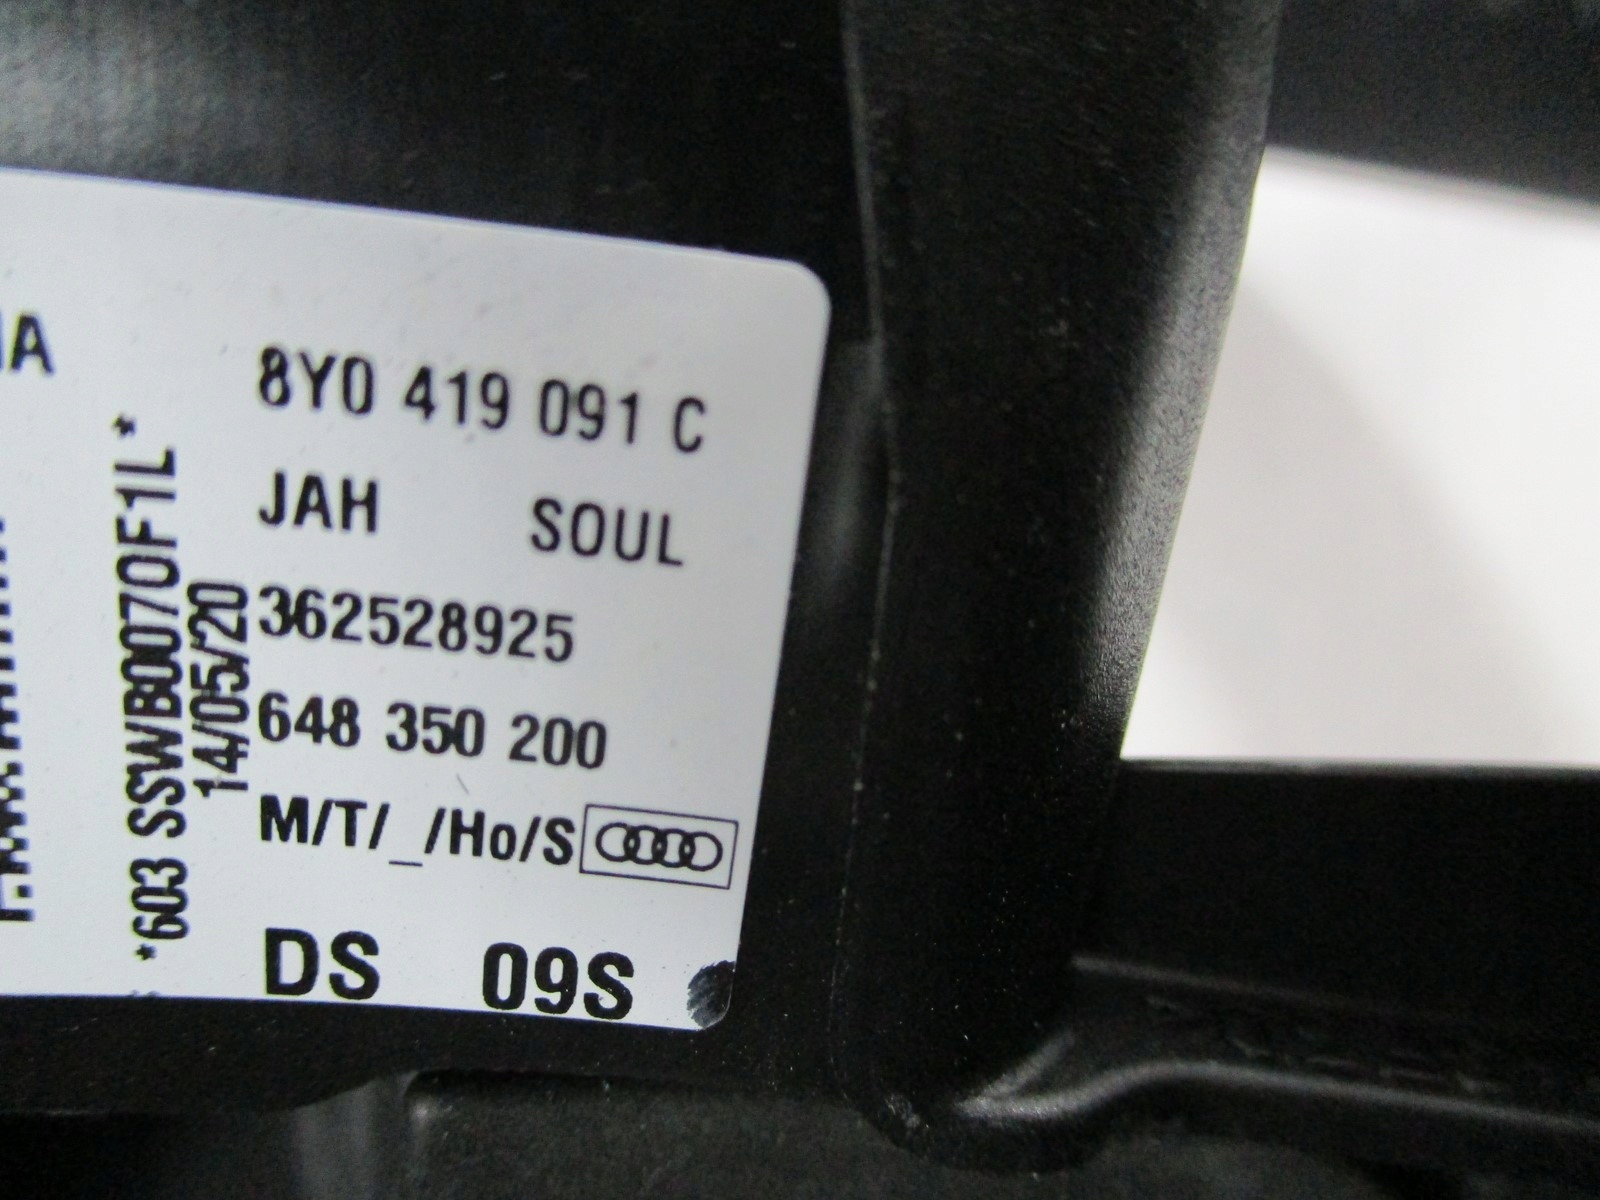 8Y0 419 091 C
JAH SOUL
362528925
648 350 200
M/T/_/Ho/S
DS 09S
*603 SSWB0070F1L*
14/05/20